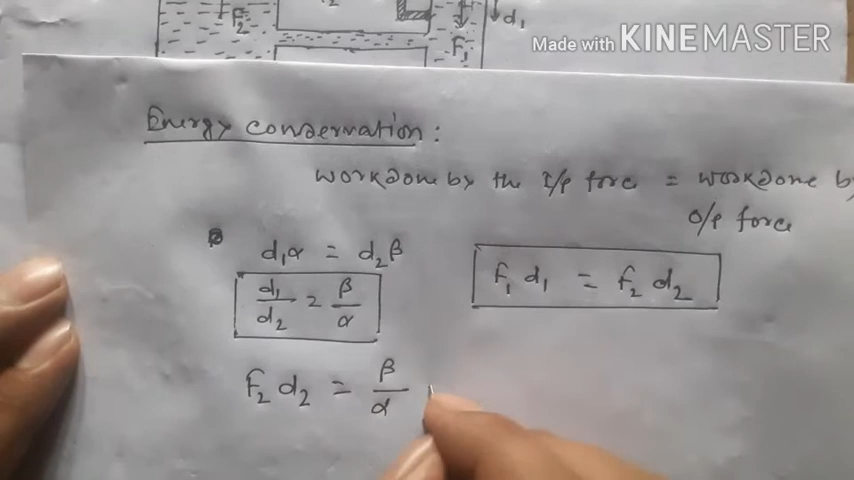 F₂
d₁
F₁
Made with KINEMASTER
Energy conservation:
workdone by the I/P force = workdone by
O/P force
d₁α = d₂β
d₁/d₂ = β/α
F₁ d₁ = F₂ d₂
F₂ d₂ = β/α